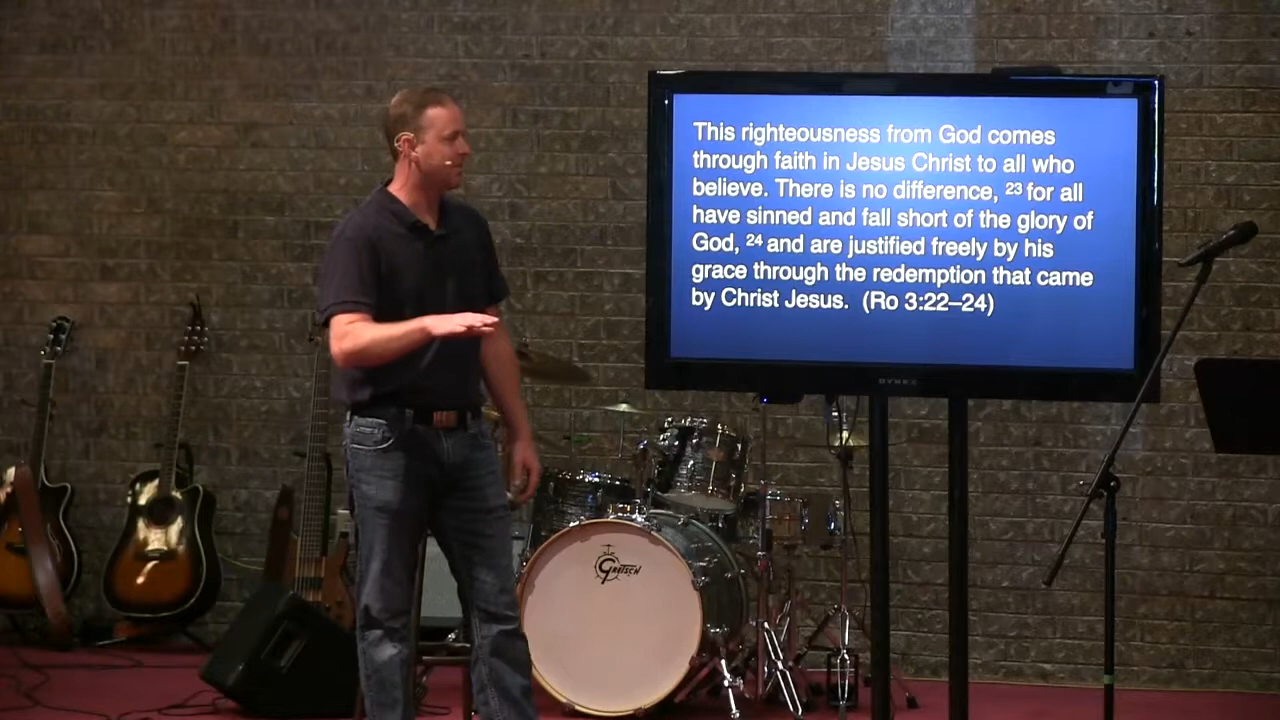 This righteousness from God comes
through faith in Jesus Christ to all who
believe. There is no difference, 23 for all
have sinned and fall short of the glory of
God, 24 and are justified freely by his
grace through the redemption that came
by Christ Jesus.  (Ro 3:22–24)
DYNEX
Gretsch